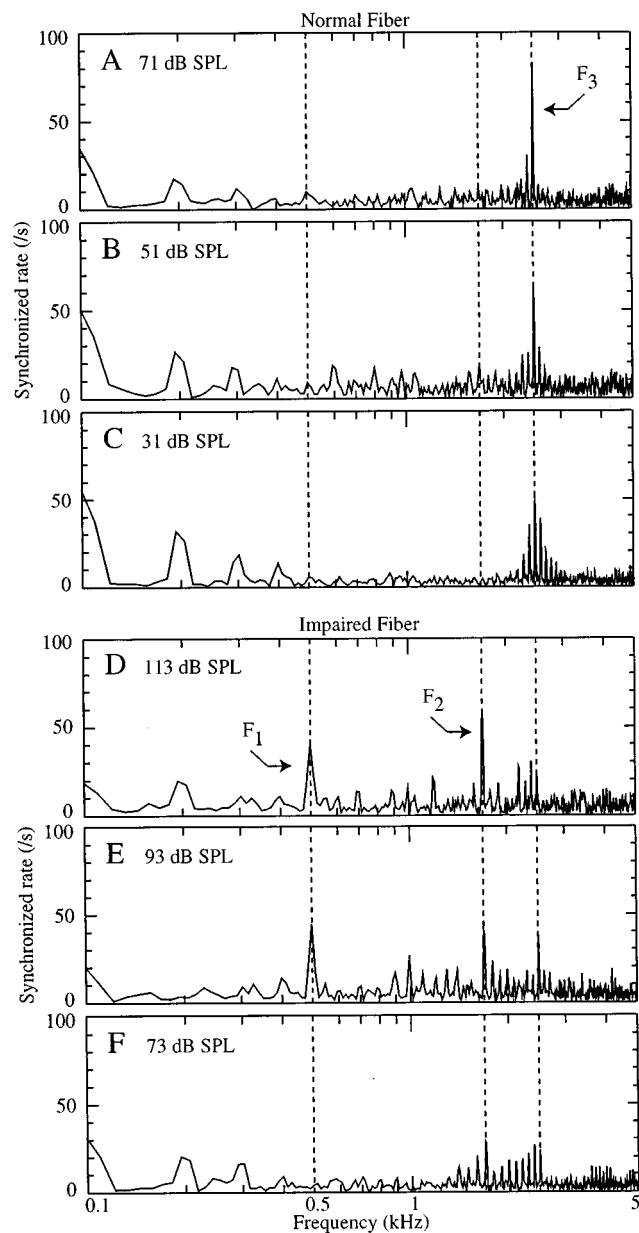 Normal Fiber
100
A 71 dB SPL
F3
50
0
100
B 51 dB SPL
50
0
100
C 31 dB SPL
50
0
Synchronized rate (/s)
Impaired Fiber
100
D 113 dB SPL
F1
F2
50
0
100
E 93 dB SPL
50
0
100
F 73 dB SPL
50
0
Synchronized rate (/s)
0.1 0.5 1 5
Frequency (kHz)